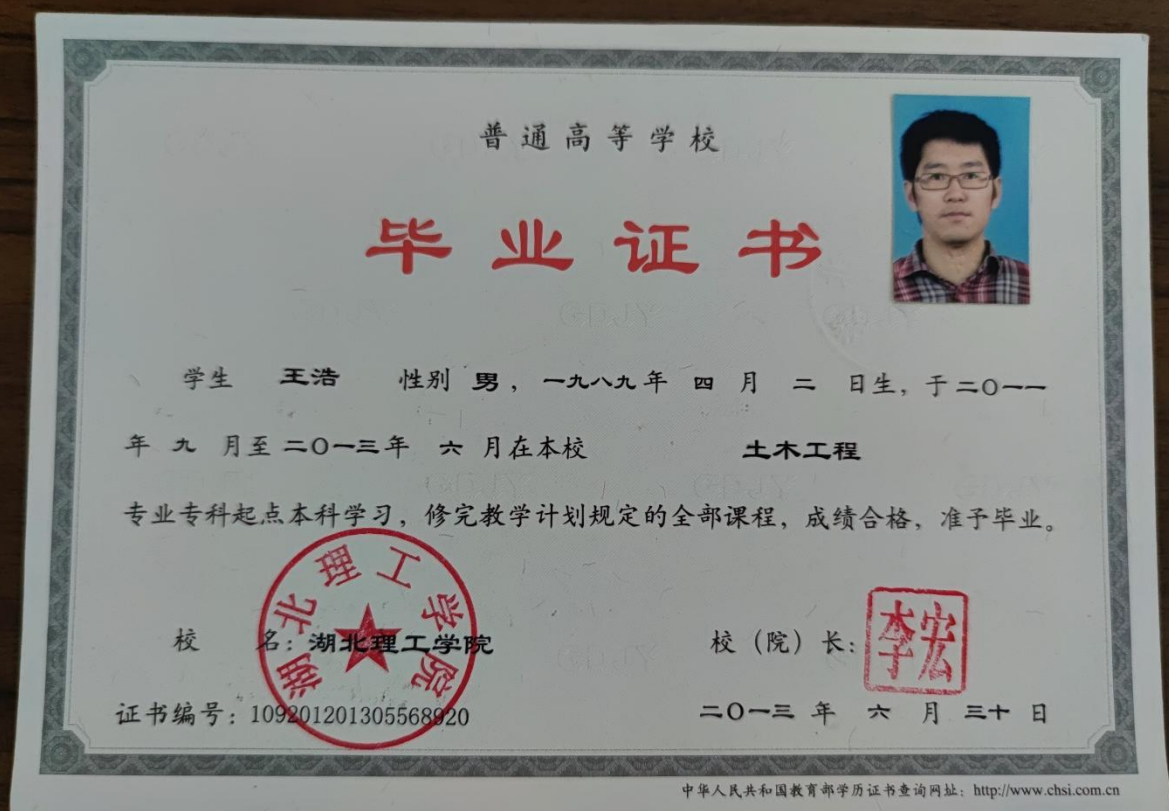 普通高等学校
毕业证书
学生 王浩 性别 男，一九八九年 四 月 二 日生，于二〇一一
年 九 月至二〇一三年 六 月在本校 土木工程
专业专科起点本科学习，修完教学计划规定的全部课程，成绩合格，准予毕业。
湖北理工学院
校 名：湖北理工学院 校（院）长：李宏
证书编号：109201201305568920 二〇一三 年 六 月 三十 日
中华人民共和国教育部学历证书查询网址：http://www.chsi.com.cn